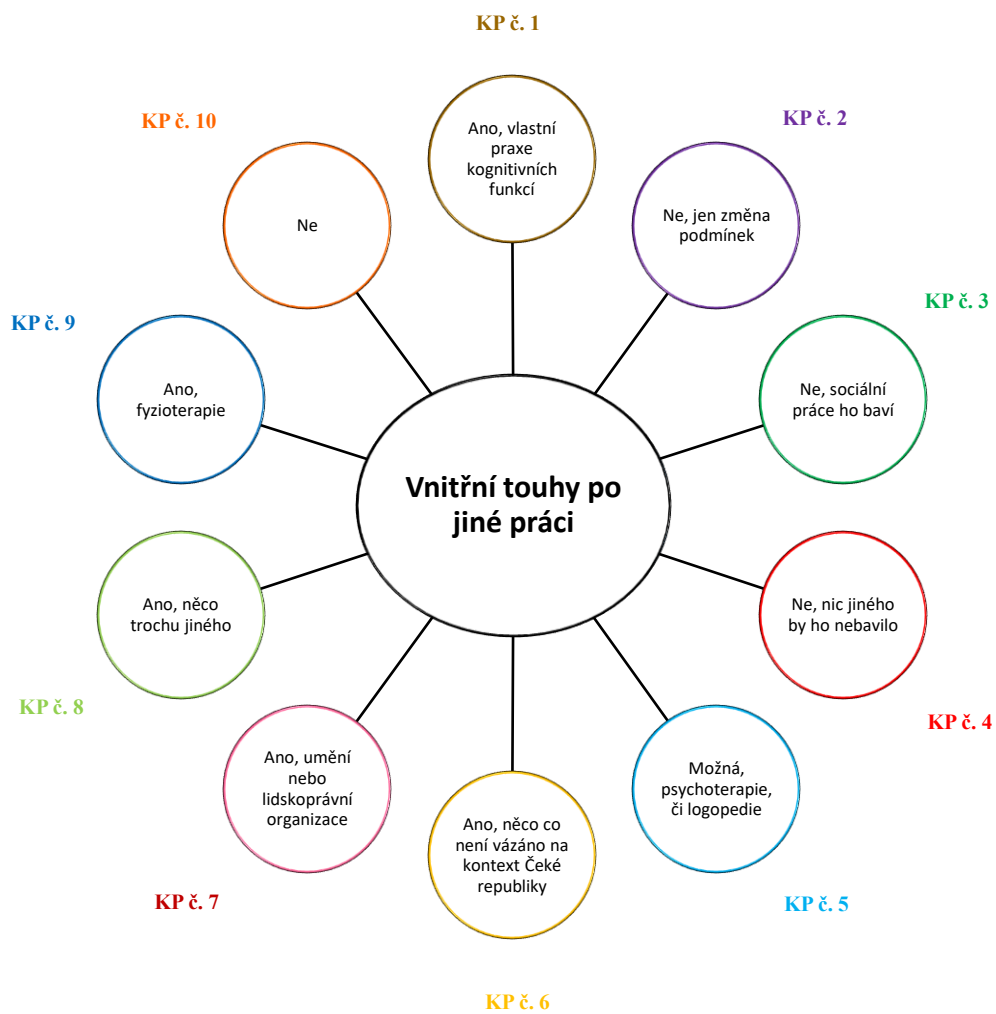 KP č. 1
Ano, vlastní
praxe
kognitivních
funkcí
KP č. 2
Ne, jen změna
podmínek
KP č. 3
Ne, sociální
práce ho baví
KP č. 4
Ne, nic jiného
by ho nebavilo
KP č. 5
Možná,
psychoterapie,
či logopedie
KP č. 6
Ano, něco co
není vázáno na
kontext Čeké
republiky
KP č. 7
Ano, umění
nebo
lidskoprávní
organizace
KP č. 8
Ano, něco
trochu jiného
KP č. 9
Ano,
fyzioterapie
KP č. 10
Ne
Vnitřní touhy po
jiné práci